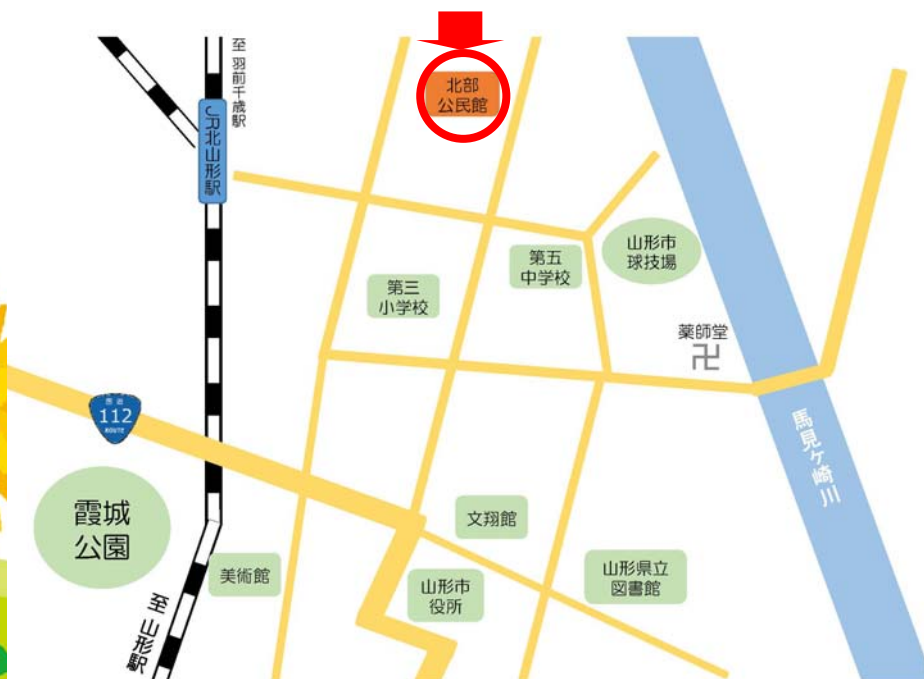 至 羽前千歳駅
北部
公民館
JR北山形駅
山形市
球技場
第五
中学校
第三
小学校
薬師堂
卍
112
ROUTE
馬見ヶ崎川
霞城
公園
文翔館
美術館
山形市
役所
山形県立
図書館
至 山形駅